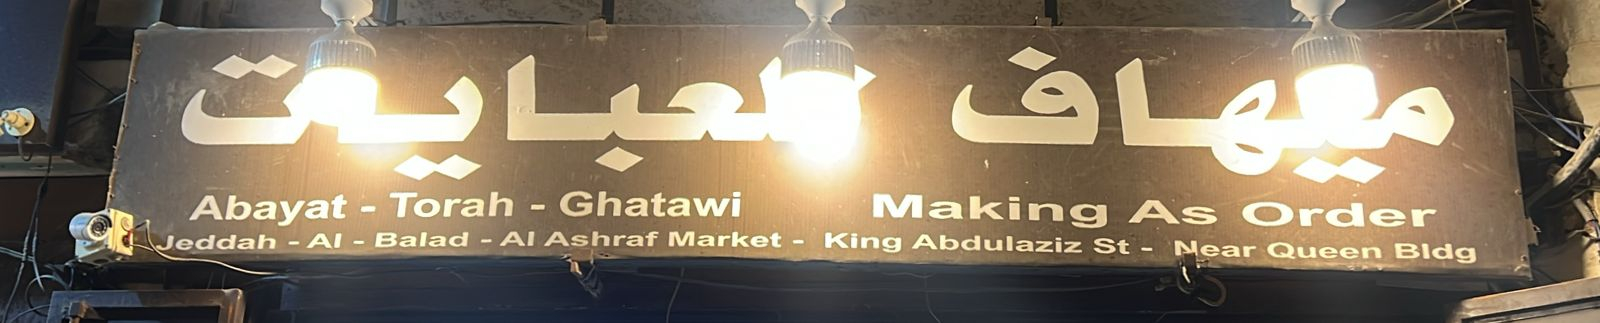 ميهاف للعبايت
Abayat - Torah - Ghatawi Making As Order
Jeddah - Al - Balad - Al Ashraf Market - King Abdulaziz St - Near Queen Bldg